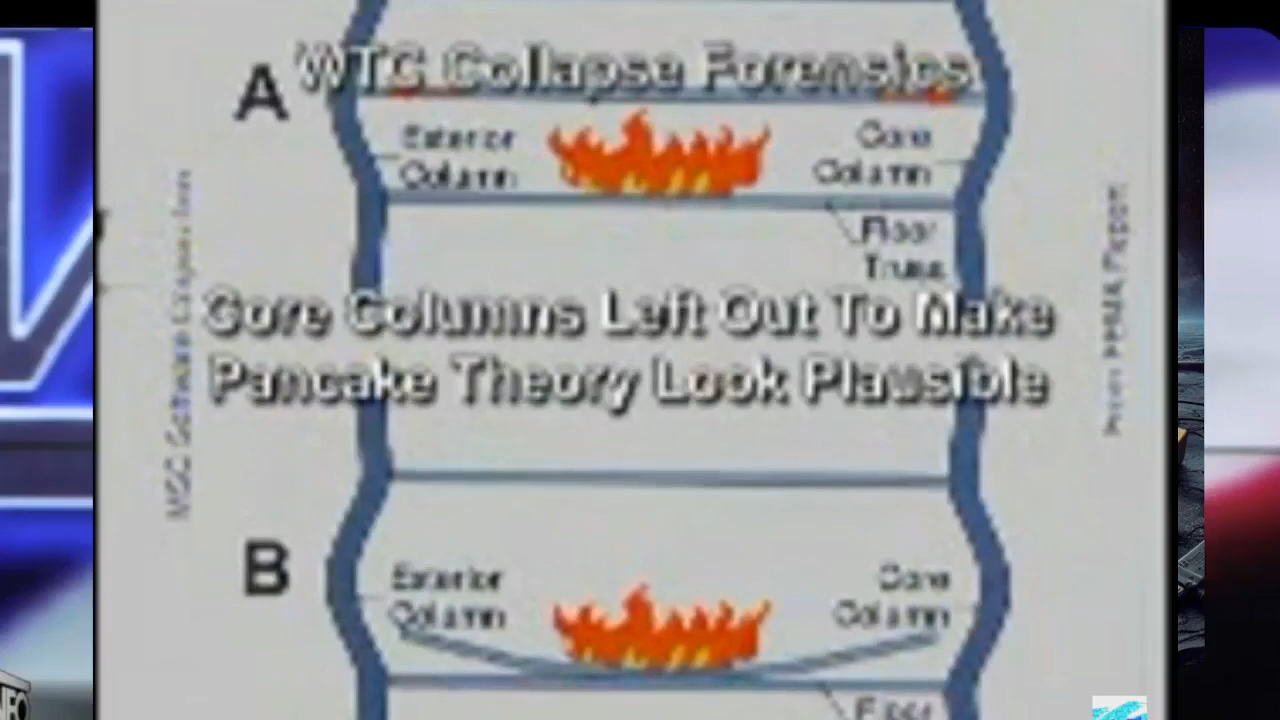 A
WTC Collapse Forensics
Exterior
Column
Core
Column
Floor
Truss
Core Columns Left Out To Make
Pancake Theory Look Plausible
B
Exterior
Column
Core
Column
Floor